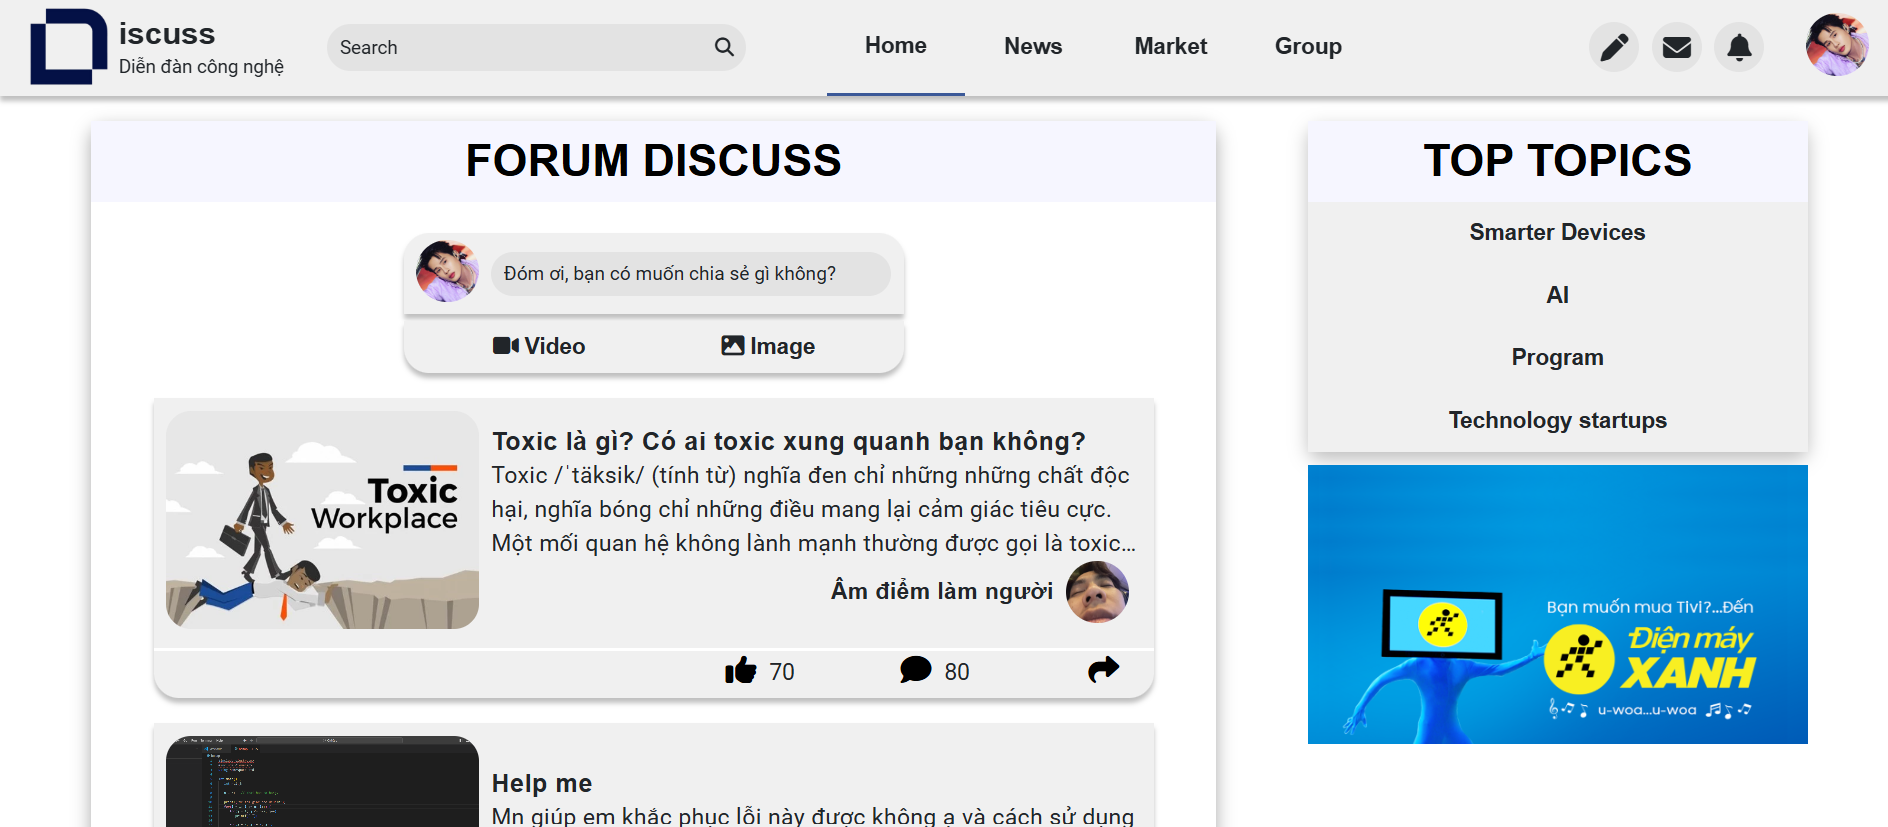 iscuss
Diễn đàn công nghệ
Search
Home
News
Market
Group
FORUM DISCUSS
Đóm ơi, bạn có muốn chia sẻ gì không?
Video
Image
Toxic
Workplace
Toxic là gì? Có ai toxic xung quanh bạn không?
Toxic /ˈtäksik/ (tính từ) nghĩa đen chỉ những những chất độc
hại, nghĩa bóng chỉ những điều mang lại cảm giác tiêu cực.
Một mối quan hệ không lành mạnh thường được gọi là toxic...
Âm điểm làm người
70
80
Help me
Mn giúp em khắc phục lỗi này được không ạ và cách sử dụng
TOP TOPICS
Smarter Devices
AI
Program
Technology startups
Bạn muốn mua Tivi?...Đến
Điện máy
XANH
u-woa...u-woa